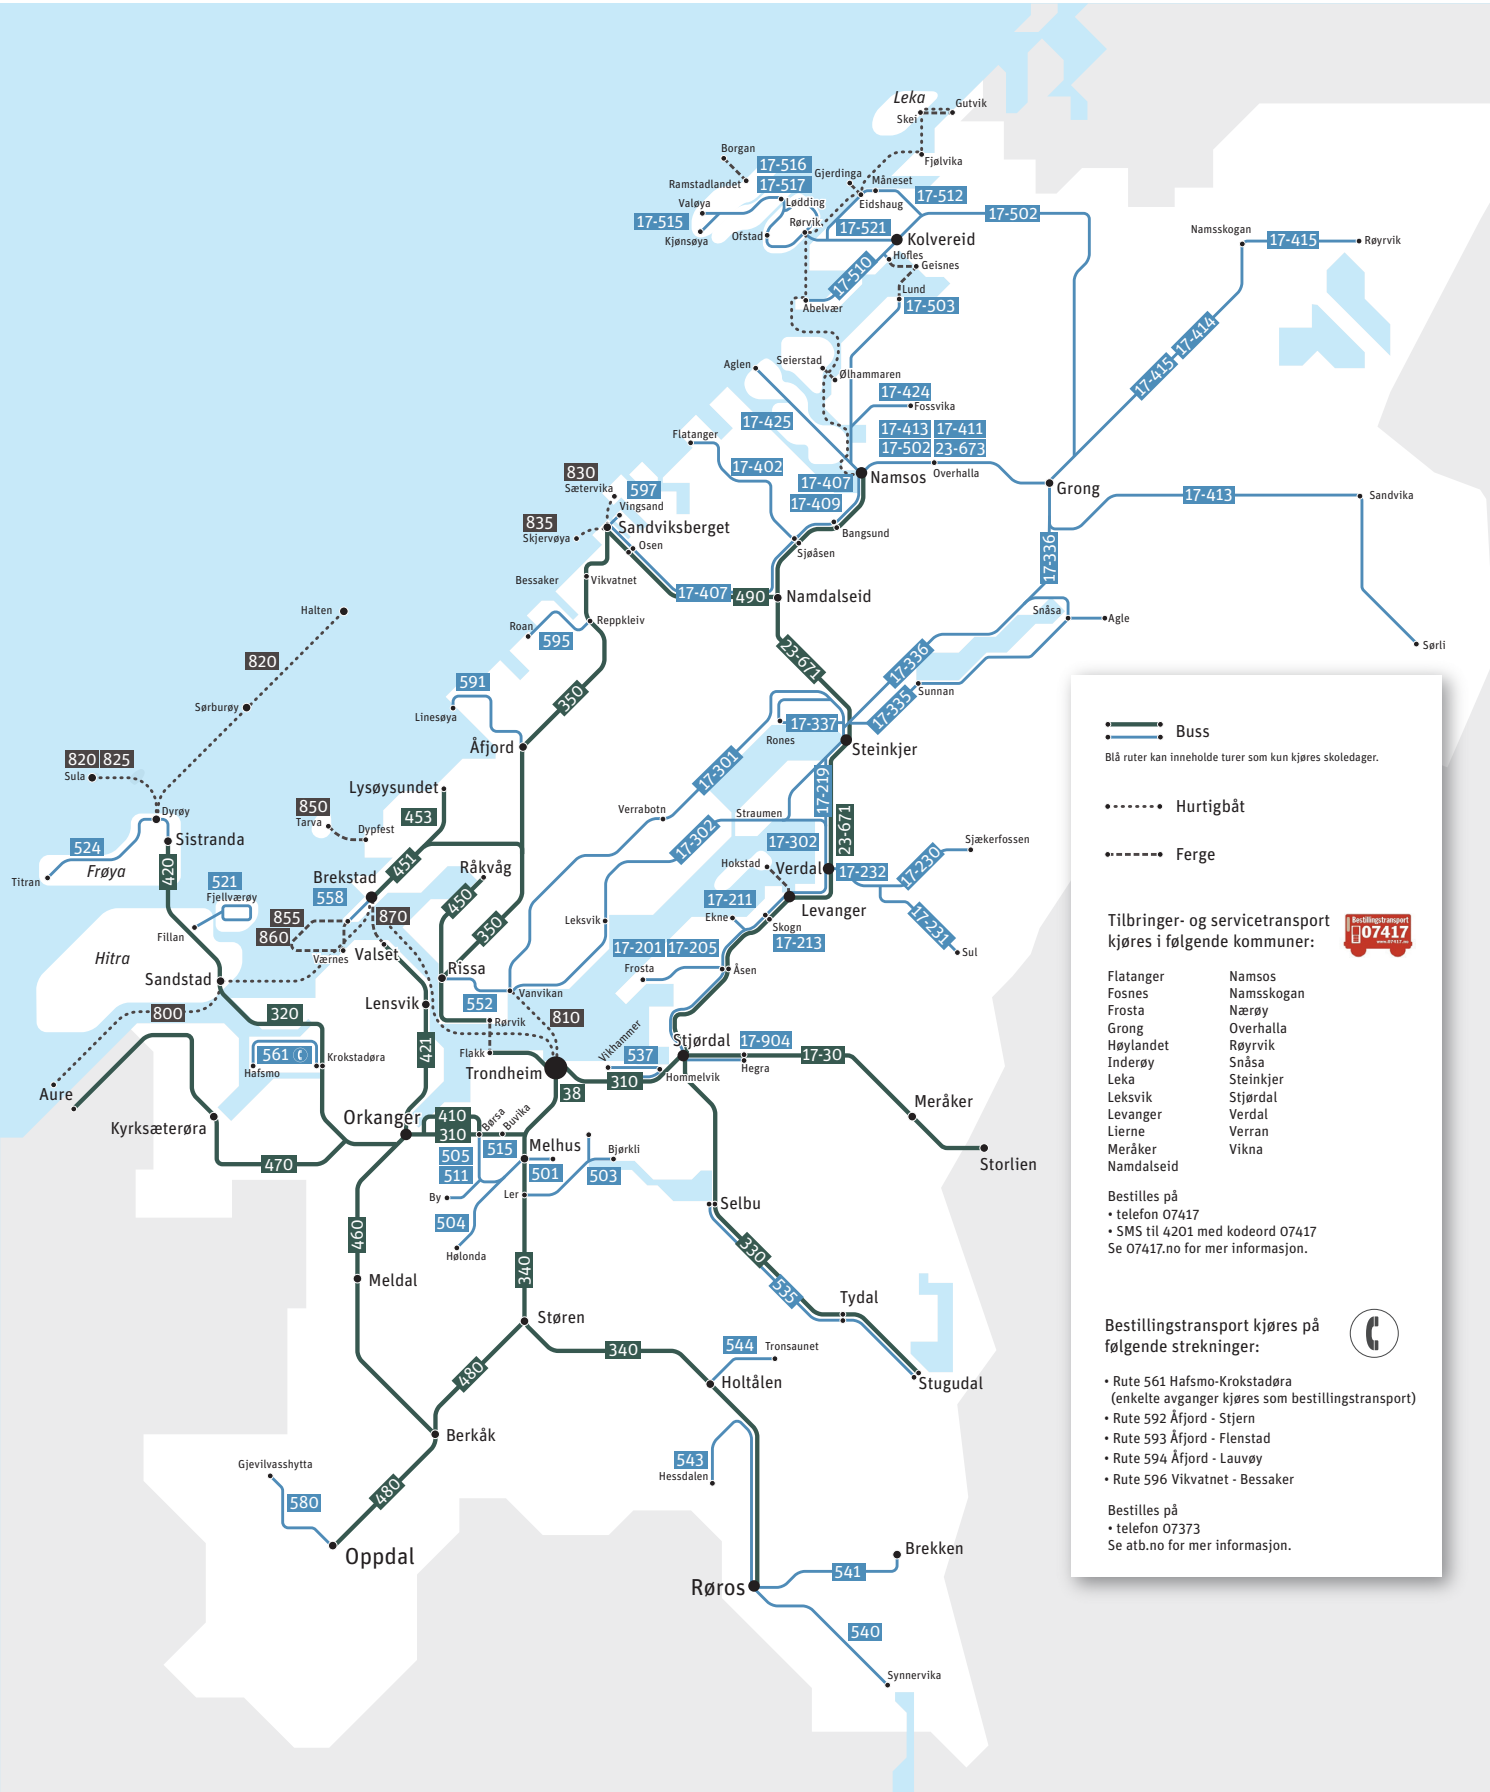 Leka
Gutvik
Skei
Fjølvika
Borgan
17-516
Gjerdinga
Måneset
Ramstadlandet
17-517
Eidshaug
17-512
Valøya
Lødding
17-502
17-515
Rørvik
17-521
Kjønsøya
Ofstad
Kolvereid
Namsskogan
17-415
Røyrvik
Hofles
Geisnes
17-510
Lund
Abelvær
17-503
17-414
17-415
Aglen
Seierstad
Ølhammaren
17-424
Fossvika
17-425
17-413
17-411
17-502
23-673
Flatanger
17-402
Overhalla
Namsos
17-407
17-409
Grong
17-413
Sandvika
830
Sætervika
597
Vingsand
835
Skjervøya
Sandviksberget
Osen
Bangsund
Sjøåsen
17-336
Bessaker
Vikvatnet
17-407
490
Namdalseid
Halten
Reppkleiv
Roan
595
Snåsa
Agle
Sørli
820
23-671
17-336
591
350
Sunnan
17-335
Sørburøy
Linesøya
17-337
Rones
Åfjord
Steinkjer
820
825
Sula
17-301
17-219
Lysøysundet
850
Tarva
453
Dypfest
Verrabotn
Straumen
23-671
Dyrøy
Sistranda
524
17-302
17-302
Sjækerfossen
Titran
Frøya
420
451
Råkvåg
Hokstad
Verdal
17-232
17-230
521
Fjellværøy
Brekstad
558
450
17-211
Levanger
855
870
Ekne
17-231
860
350
Leksvik
Skogn
Fillan
17-201
17-205
17-213
Sul
Værnes
Valset
Hitra
Rissa
Frosta
Åsen
Sandstad
Vanvikan
Lensvik
552
800
320
Rørvik
810
Vikhammer
Stjørdal
17-904
421
561
Krokstadøra
Flakk
537
17-30
Hafsmo
Trondheim
310
Hommelvik
Hegra
Aure
38
Meråker
Kyrksæterøra
Orkanger
410
Børsa
Buvika
310
Melhus
470
505
515
Bjørkli
Storlien
511
501
503
By
Ler
504
Selbu
460
Hølonda
330
340
Meldal
535
Tydal
Støren
340
544
Tronsaunet
480
Holtålen
Stugudal
Berkåk
Gjevilvasshytta
543
Hessdalen
480
580
Oppdal
Brekken
541
Røros
540
Synnervika
Buss
Blå ruter kan inneholde turer som kun kjøres skoledager.
Hurtigbåt
Ferge
Tilbringer- og servicetransport
kjøres i følgende kommuner:
Bestillingstransport
07417
www.07417.no
Flatanger
Fosnes
Frosta
Grong
Høylandet
Inderøy
Leka
Leksvik
Levanger
Lierne
Meråker
Namdalseid
Namsos
Namsskogan
Nærøy
Overhalla
Røyrvik
Snåsa
Steinkjer
Stjørdal
Verdal
Verran
Vikna
Bestilles på
• telefon 07417
• SMS til 4201 med kodeord 07417
Se 07417.no for mer informasjon.
Bestillingstransport kjøres på
følgende strekninger:
• Rute 561 Hafsmo-Krokstadøra
(enkelte avganger kjøres som bestillingstransport)
• Rute 592 Åfjord - Stjern
• Rute 593 Åfjord - Flenstad
• Rute 594 Åfjord - Lauvøy
• Rute 596 Vikvatnet - Bessaker
Bestilles på
• telefon 07373
Se atb.no for mer informasjon.